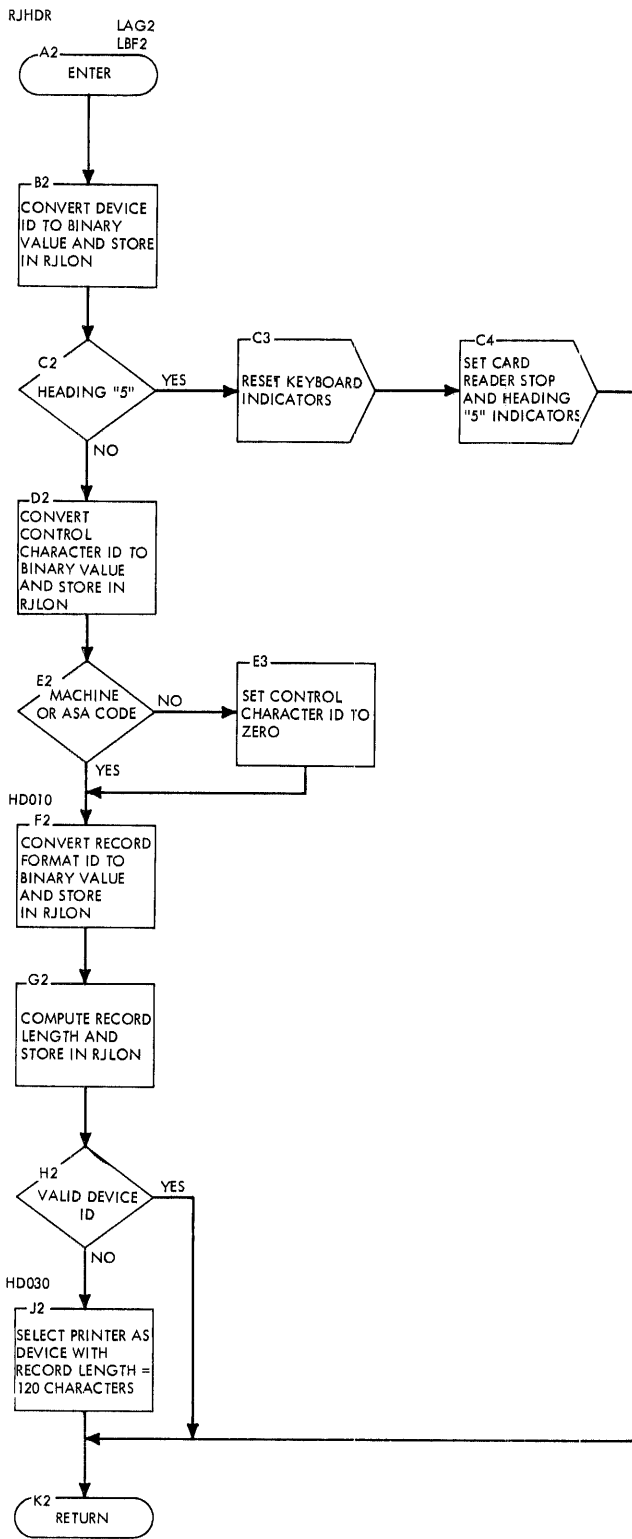 RJHDR
LAG2
LBF2
A2
ENTER
B2
CONVERT DEVICE
ID TO BINARY
VALUE AND STORE
IN RJLON
C2
HEADING "5"
YES
NO
C3
RESET KEYBOARD
INDICATORS
C4
SET CARD
READER STOP
AND HEADING
"5" INDICATORS
D2
CONVERT
CONTROL
CHARACTER ID TO
BINARY VALUE
AND STORE IN
RJLON
E2
MACHINE
OR ASA CODE
NO
YES
E3
SET CONTROL
CHARACTER ID TO
ZERO
HD010
F2
CONVERT RECORD
FORMAT ID TO
BINARY VALUE
AND STORE
IN RJLON
G2
COMPUTE RECORD
LENGTH AND
STORE IN RJLON
H2
VALID DEVICE
ID
YES
NO
HD030
J2
SELECT PRINTER AS
DEVICE WITH
RECORD LENGTH =
120 CHARACTERS
K2
RETURN